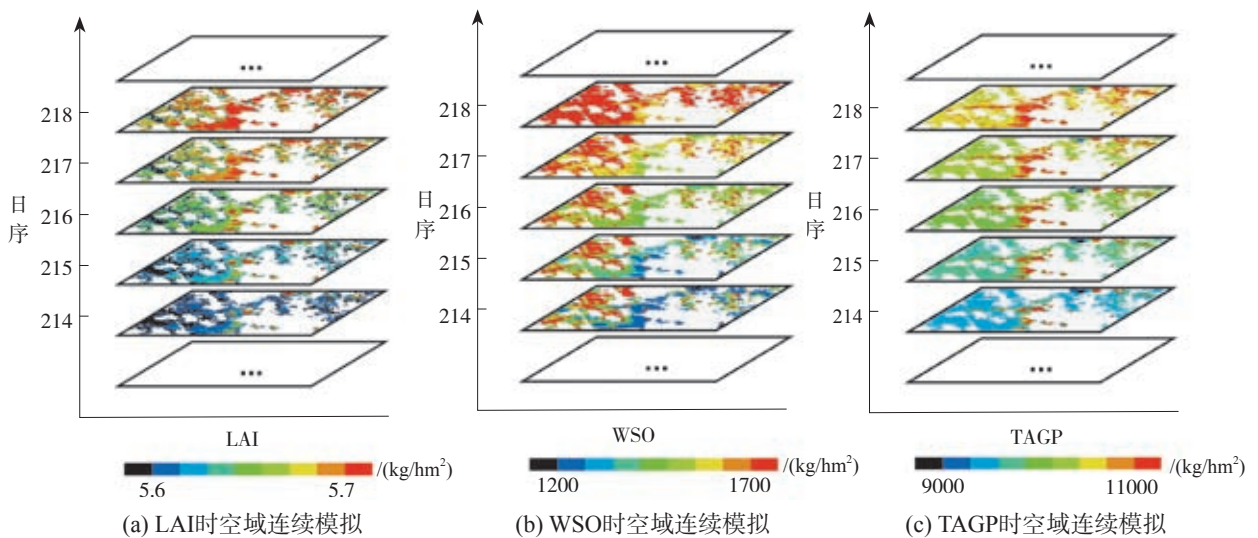 ...
218
217
216
215
214
...
日序
LAI
5.6 5.7 /(kg/hm²)
(a) LAI时空域连续模拟
...
218
217
216
215
214
...
日序
WSO
1200 1700 /(kg/hm²)
(b) WSO时空域连续模拟
...
218
217
216
215
214
...
日序
TAGP
9000 11000 /(kg/hm²)
(c) TAGP时空域连续模拟